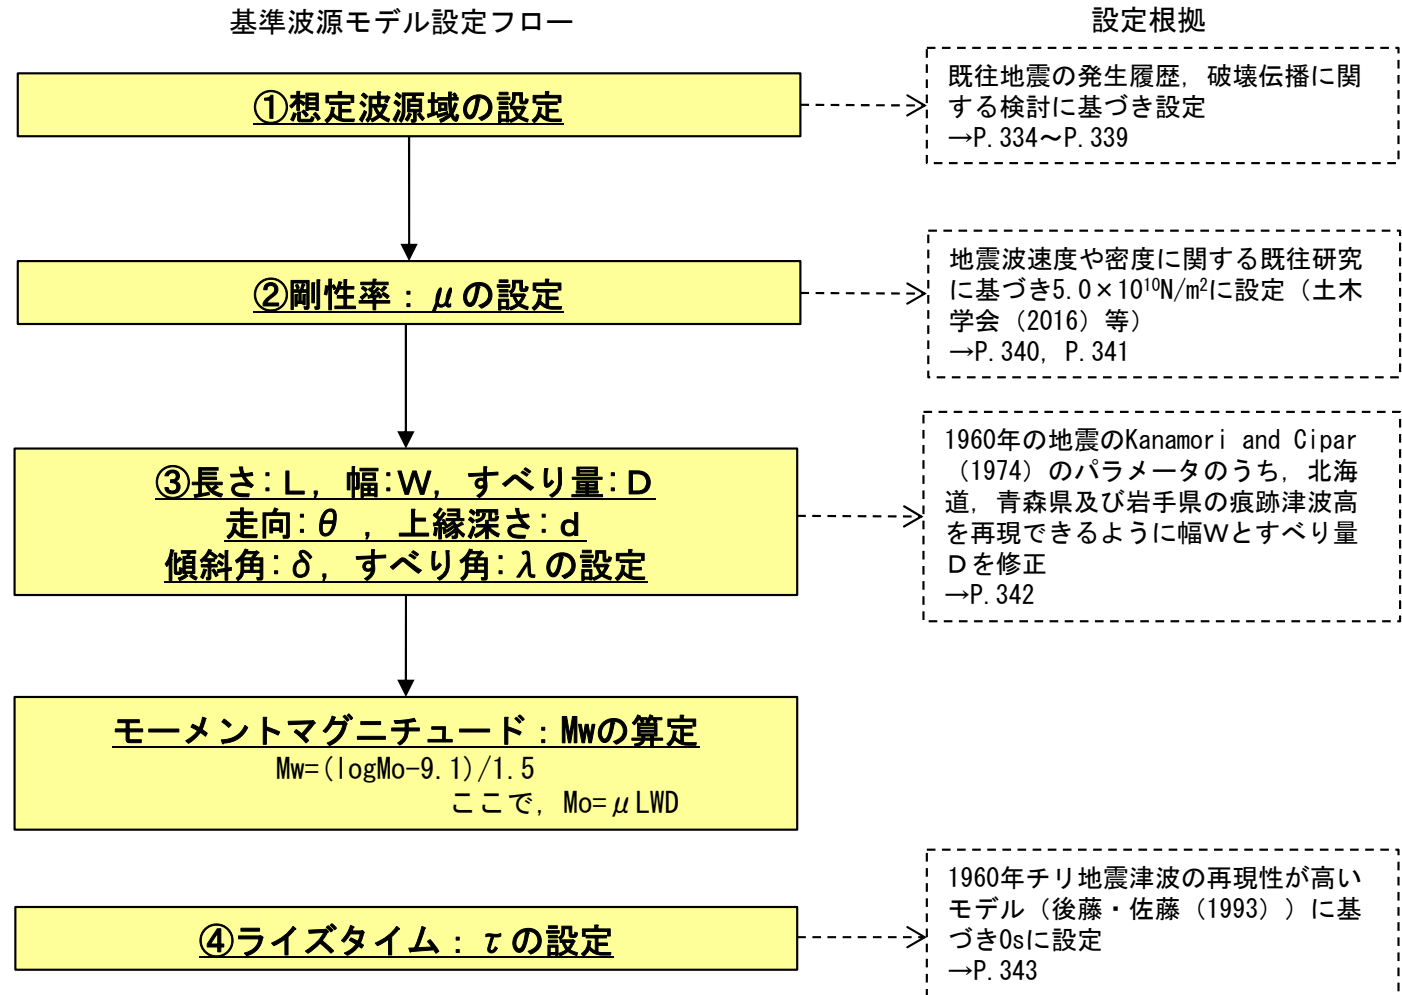 基準波源モデル設定フロー
設定根拠
①想定波源域の設定
既往地震の発生履歴，破壊伝播に関
する検討に基づき設定
→P.334～P.339
②剛性率：μの設定
地震波速度や密度に関する既往研究
に基づき5.0×10¹⁰N/m²に設定（土木
学会（2016）等）
→P.340, P.341
③長さ：L，幅：W，すべり量：D
走向：θ ，上縁深さ：d
傾斜角：δ，すべり角：λの設定
1960年の地震のKanamori and Cipar
（1974）のパラメータのうち，北海
道，青森県及び岩手県の痕跡津波高
を再現できるように幅Wとすべり量
Dを修正
→P.342
モーメントマグニチュード：Mwの算定
Mw=(logMo-9.1)/1.5
ここで，Mo=μLWD
④ライズタイム：τの設定
1960年チリ地震津波の再現性が高い
モデル（後藤・佐藤（1993））に基
づき0sに設定
→P.343